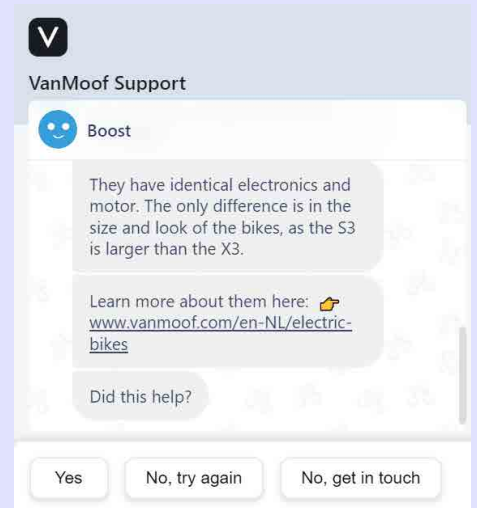 V
VanMoof Support
Boost
They have identical electronics and
motor. The only difference is in the
size and look of the bikes, as the S3
is larger than the X3.
Learn more about them here: 👉
www.vanmoof.com/en-NL/electric-
bikes
Did this help?
Yes
No, try again
No, get in touch